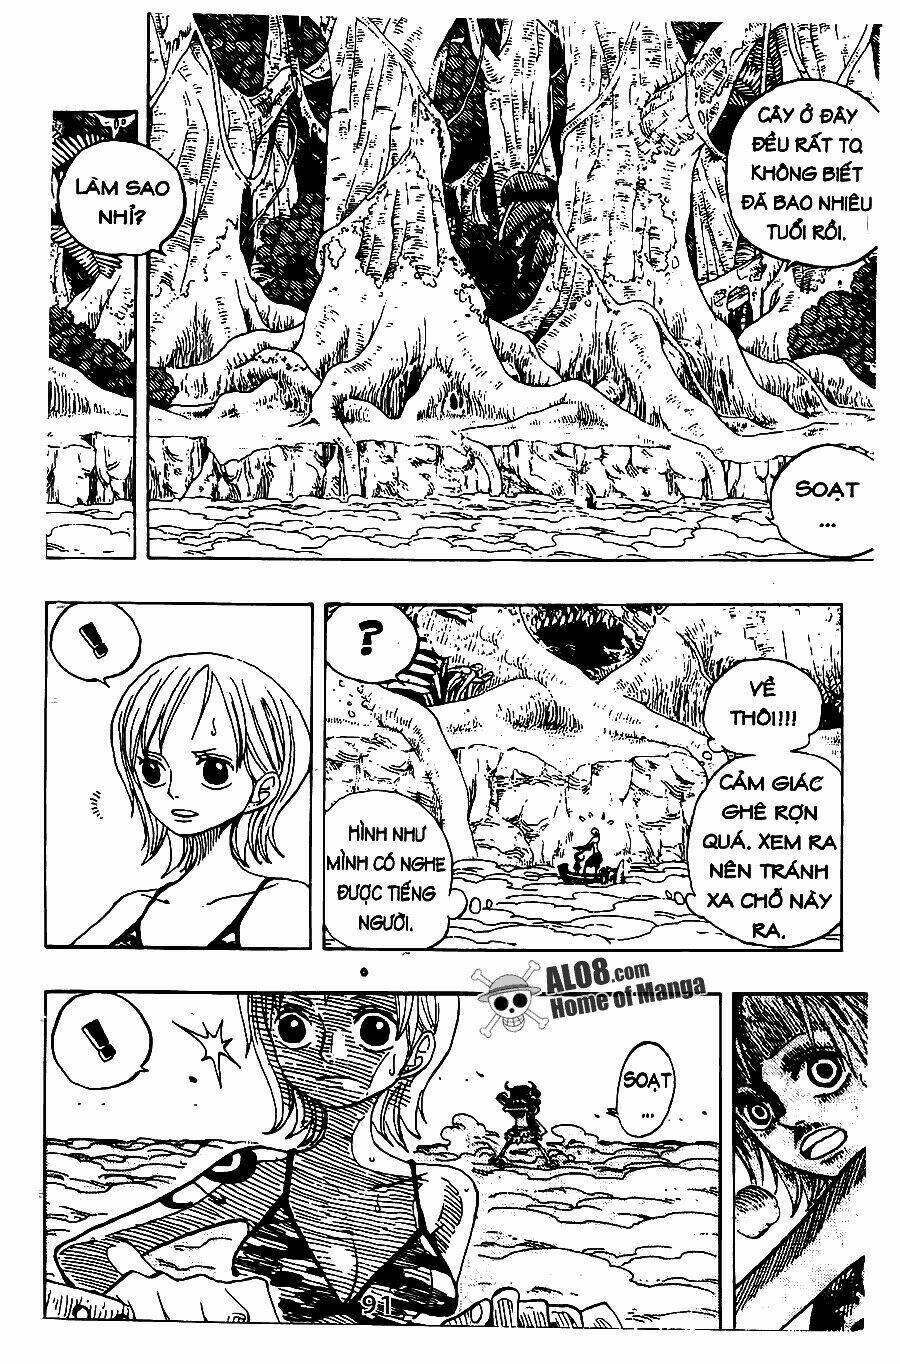 CÂY Ở ĐÂY
ĐỀU RẤT TO,
KHÔNG BIẾT
ĐÃ BAO NHIÊU
TUỔI RỒI.
SOẠT
...
LÀM SAO
NHỈ?
VỀ
THÔI!!!!
CẢM GIÁC
GHÊ RỢN
QUÁ. XEM RA
NÊN TRÁNH
XA CHỖ NÀY
RA.
?
HÌNH NHƯ
MÌNH CÓ NGHE
ĐƯỢC TIẾNG
NGƯỜI.
!
AL08.com
Home of Manga
SOẠT
...
!
91